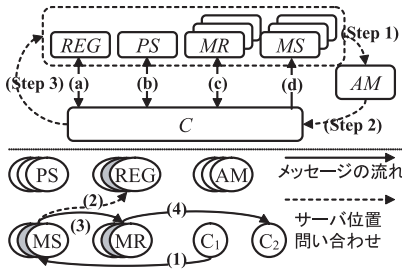 REG PS MR MS (Step 1)
(Step 3) (a) (b) (c) (d) AM
C (Step 2)
PS REG AM メッセージの流れ
(2)
(3) (4) サーバ位置
問い合わせ
MS MR C1 C2
(1)